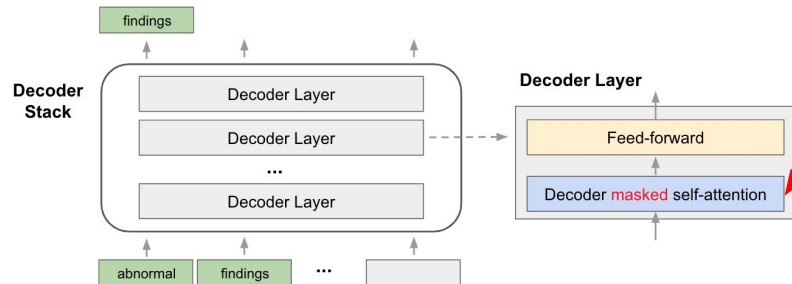 findings
Decoder
Stack
Decoder Layer
Decoder Layer
...
Decoder Layer
abnormal
findings
...
Decoder Layer
Feed-forward
Decoder masked self-attention